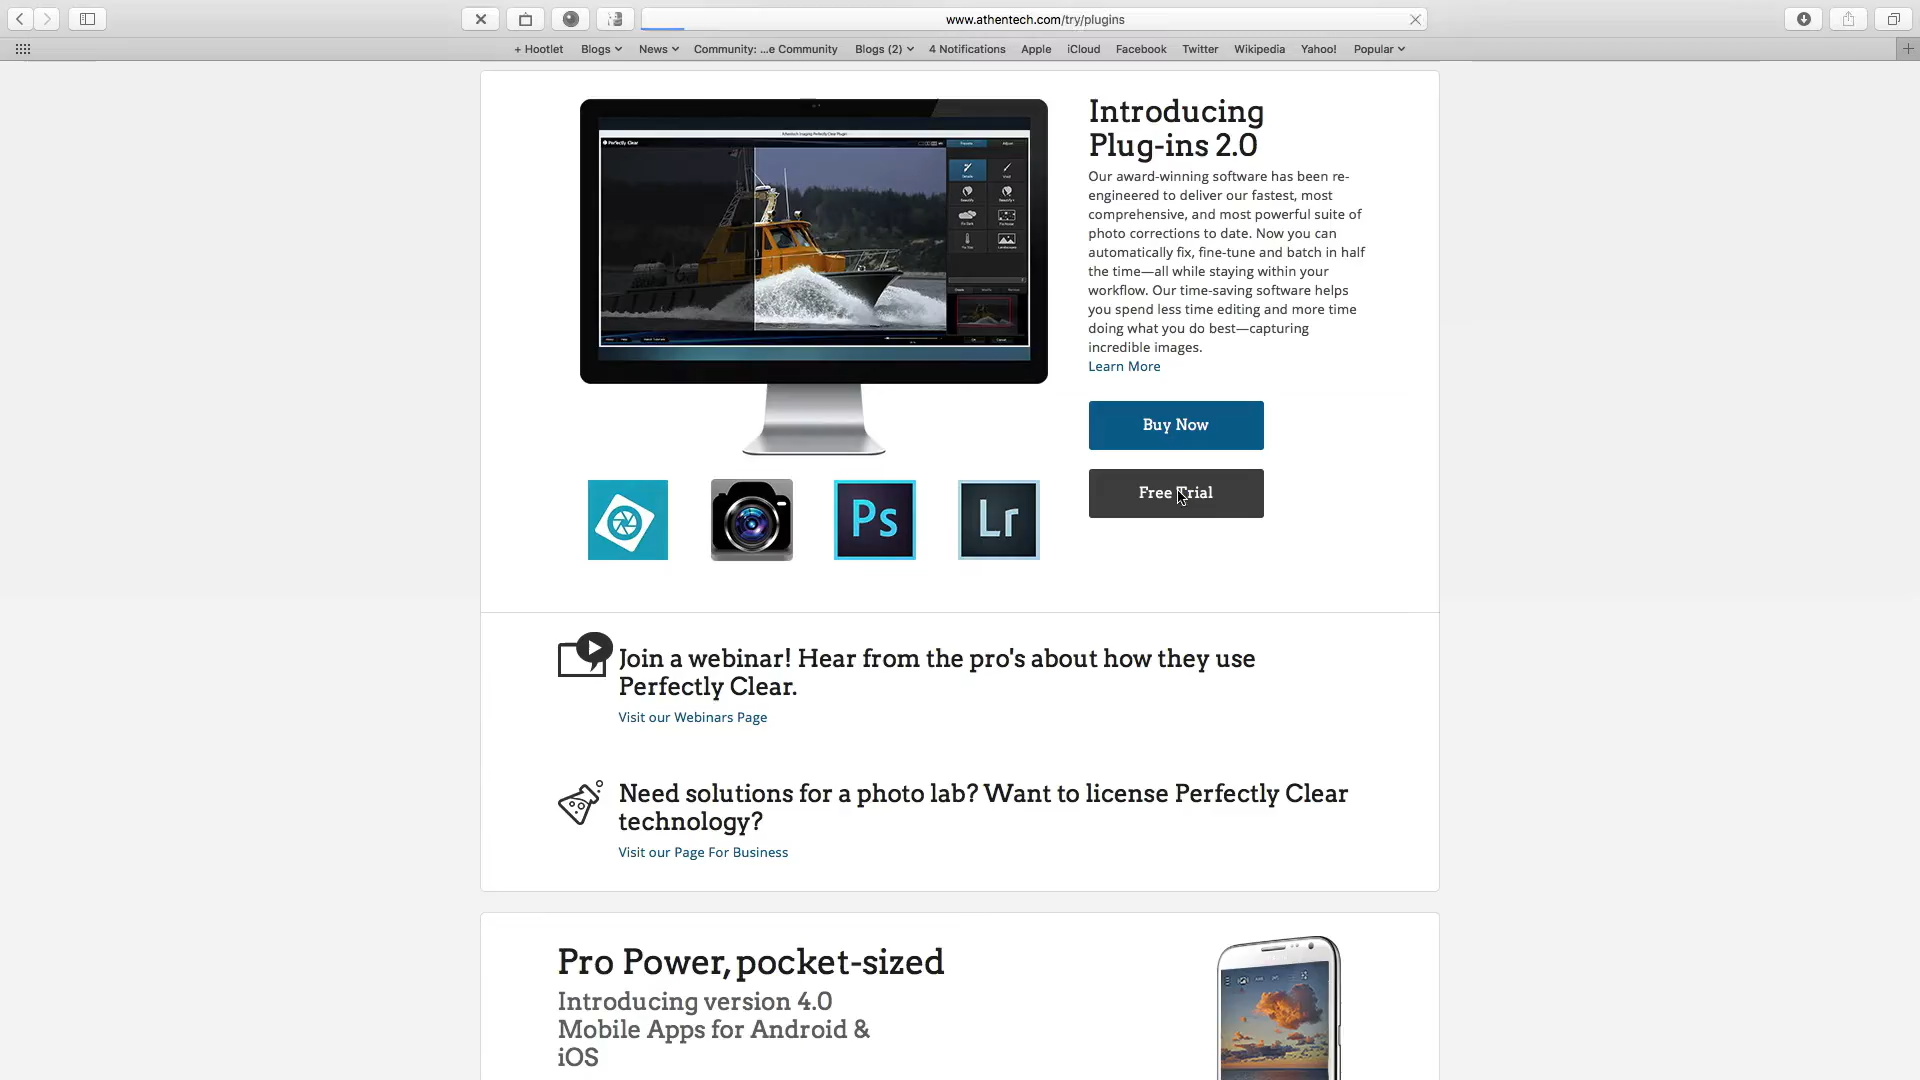 www.athentech.com/try/plugins
+ Hootlet Blogs News Community: ...e Community Blogs (2) 4 Notifications Apple iCloud Facebook Twitter Wikipedia Yahoo! Popular
Introducing
Plug-ins 2.0
Our award-winning software has been re-
engineered to deliver our fastest, most
comprehensive, and most powerful suite of
photo corrections to date. Now you can
automatically fix, fine-tune and batch in half
the time—all while staying within your
workflow. Our time-saving software helps
you spend less time editing and more time
doing what you do best—capturing
incredible images.
Learn More
Buy Now
Free Trial
Perfectly Clear
Ps
Lr
Join a webinar! Hear from the pro's about how they use
Perfectly Clear.
Visit our Webinars Page
Need solutions for a photo lab? Want to license Perfectly Clear
technology?
Visit our Page For Business
Pro Power, pocket-sized
Introducing version 4.0
Mobile Apps for Android &
iOS